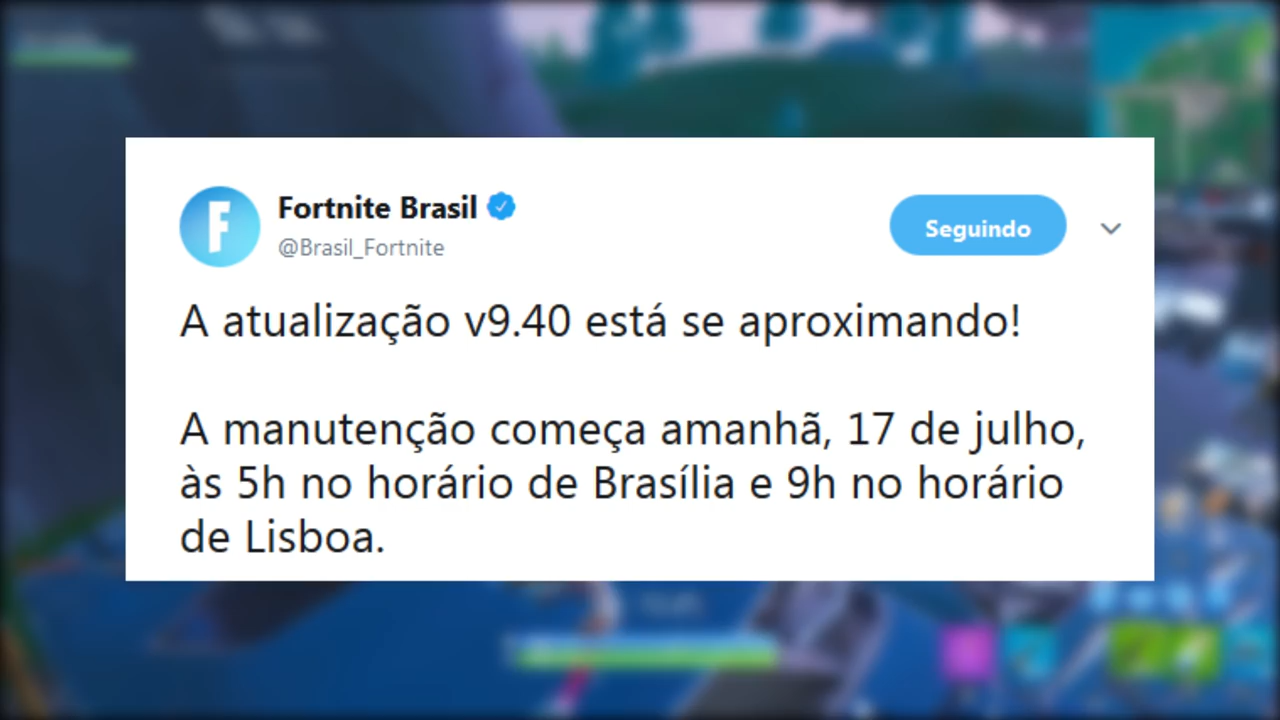 Fortnite Brasil
@Brasil_Fortnite
Seguindo
A atualização v9.40 está se aproximando!
A manutenção começa amanhã, 17 de julho,
às 5h no horário de Brasília e 9h no horário
de Lisboa.